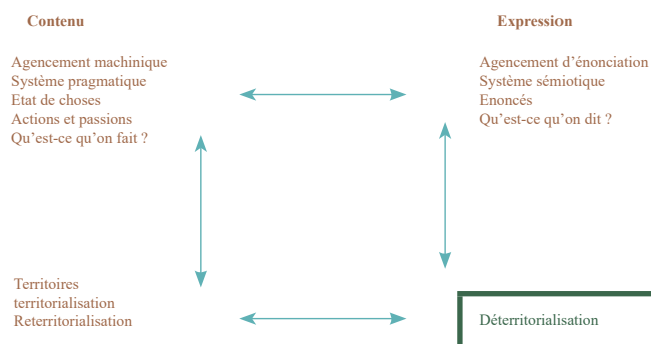 Contenu
Agencement machinique
Système pragmatique
Etat de choses
Actions et passions
Qu’est-ce qu’on fait ?
Expression
Agencement d’énonciation
Système sémiotique
Enoncés
Qu’est-ce qu’on dit ?
Territoires
territorialisation
Reterritorialisation
Déterritorialisation